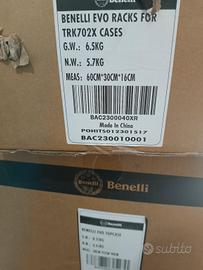 BENELLI EVO RACKS FOR
TRK702X CASES
G.W.: 6.5KG
N.W.: 5.7KG
MEAS: 60CM*30CM*16CM
BAC2300040XR
Made In China
POHITS012301517
BAC230010001
Benelli
Benelli
BENELLI EVO TOPCASE
subito